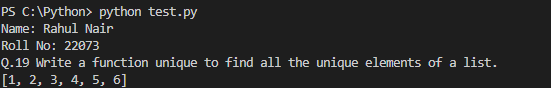 PS C:\Python> python test.py
Name: Rahul Nair
Roll No: 22073
Q.19 Write a function unique to find all the unique elements of a list.
[1, 2, 3, 4, 5, 6]